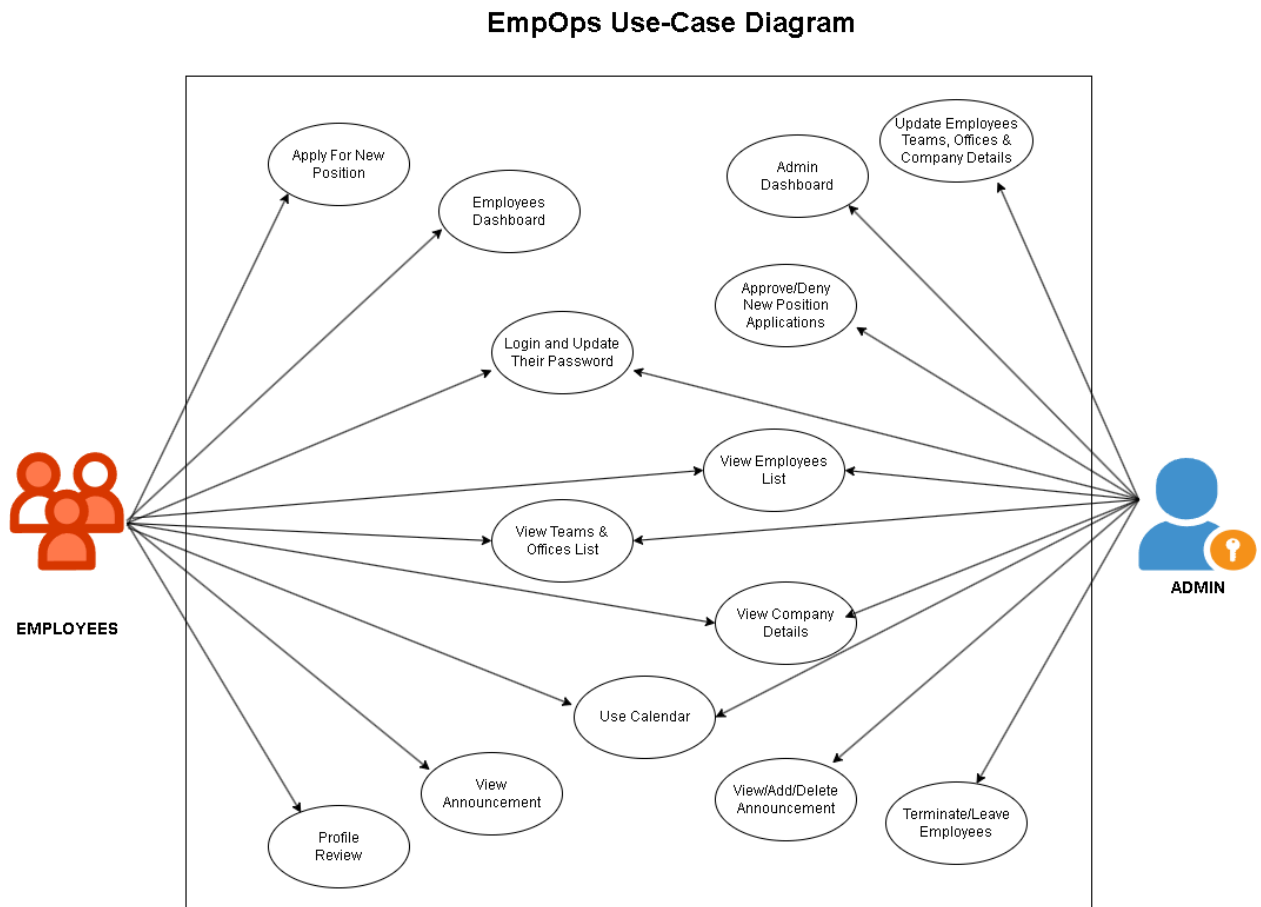 EmpOps Use-Case Diagram
Apply For New
Position
Employees
Dashboard
Admin
Dashboard
Update Employees
Teams, Offices &
Company Details
Approve/Deny
New Position
Applications
Login and Update
Their Password
View Employees
List
View Teams &
Offices List
View Company
Details
Use Calendar
View
Announcement
View/Add/Delete
Announcement
Terminate/Leave
Employees
Profile
Review
EMPLOYEES
ADMIN